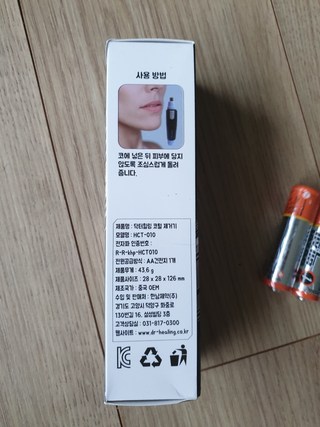 사용 방법
코에 넣은 뒤 피부에 닿지
않도록 조심스럽게 돌려
줍니다.
제품명 : 닥터힐링 코털 제거기
모델명 : HCT-010
전자파 인증번호 :
R-R-khp-HCT010
전원공급방식 : AA건전지 1개
제품무게 : 43.6 g
제품사이즈 : 28 x 28 x 126 mm
제조국가 : 중국 OEM
수입 및 판매처 : 한남제약(주)
경기도 고양시 덕양구 화중로
130번길 16, 삼성빌딩 3층
고객상담실 : 031-817-0300
웹사이트 : www.dr-healing.co.kr